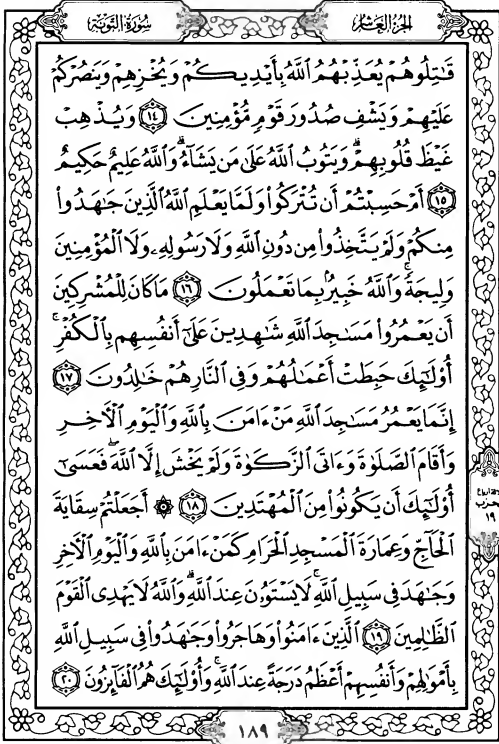 سُورَةُ التَّوْبَةِ
الجُزْءُ العَاشِرُ
قَٰتِلُوهُمْ يُعَذِّبْهُمُ ٱللَّهُ بِأَيْدِيكُمْ وَيُخْزِهِمْ وَيَنصُرْكُمْ
عَلَيْهِمْ وَيَشْفِ صُدُورَ قَوْمٍ مُّؤْمِنِينَ ١٤ وَيُذْهِبْ
غَيْظَ قُلُوبِهِمْ ۗ وَيَتُوبُ ٱللَّهُ عَلَىٰ مَن يَشَآءُ ۗ وَٱللَّهُ عَلِيمٌ حَكِيمٌ
١٥ أَمْ حَسِبْتُمْ أَن تُتْرَكُوا۟ وَلَمَّا يَعْلَمِ ٱللَّهُ ٱلَّذِينَ جَٰهَدُوا۟
مِنكُمْ وَلَمْ يَتَّخِذُوا۟ مِن دُونِ ٱللَّهِ وَلَا رَسُولِهِۦ وَلَا ٱلْمُؤْمِنِينَ
وَلِيجَةً ۚ وَٱللَّهُ خَبِيرٌۢ بِمَا تَعْمَلُونَ ١٦ مَا كَانَ لِلْمُشْرِكِينَ
أَن يَعْمُرُوا۟ مَسَٰجِدَ ٱللَّهِ شَٰهِدِينَ عَلَىٰٓ أَنفُسِهِم بِٱلْكُفْرِ ۚ
أُو۟لَٰٓئِكَ حَبِطَتْ أَعْمَٰلُهُمْ وَفِى ٱلنَّارِ هُمْ خَٰلِدُونَ ١٧
إِنَّمَا يَعْمُرُ مَسَٰجِدَ ٱللَّهِ مَنْ ءَامَنَ بِٱللَّهِ وَٱلْيَوْمِ ٱلْءَاخِرِ
وَأَقَامَ ٱلصَّلَوٰةَ وَءَاتَى ٱلزَّكَوٰةَ وَلَمْ يَخْشَ إِلَّا ٱللَّهَ ۖ فَعَسَىٰٓ
أُو۟لَٰٓئِكَ أَن يَكُونُوا۟ مِنَ ٱلْمُهْتَدِينَ ١٨ ۞ أَجَعَلْتُمْ سِقَايَةَ
ٱلْحَآجِّ وَعِمَارَةَ ٱلْمَسْجِدِ ٱلْحَرَامِ كَمَنْ ءَامَنَ بِٱللَّهِ وَٱلْيَوْمِ ٱلْءَاخِرِ
وَجَٰهَدَ فِى سَبِيلِ ٱللَّهِ ۚ لَا يَسْتَوُۥنَ عِندَ ٱللَّهِ ۗ وَٱللَّهُ لَا يَهْدِى ٱلْقَوْمَ
ٱلظَّٰلِمِينَ ١٩ ٱلَّذِينَ ءَامَنُوا۟ وَهَاجَرُوا۟ وَجَٰهَدُوا۟ فِى سَبِيلِ ٱللَّهِ
بِأَمْوَٰلِهِمْ وَأَنفُسِهِمْ أَعْظَمُ دَرَجَةً عِندَ ٱللَّهِ ۚ وَأُو۟لَٰٓئِكَ هُمُ ٱلْفَآئِزُونَ ٢٠
الحزب
١٩
١٨٩